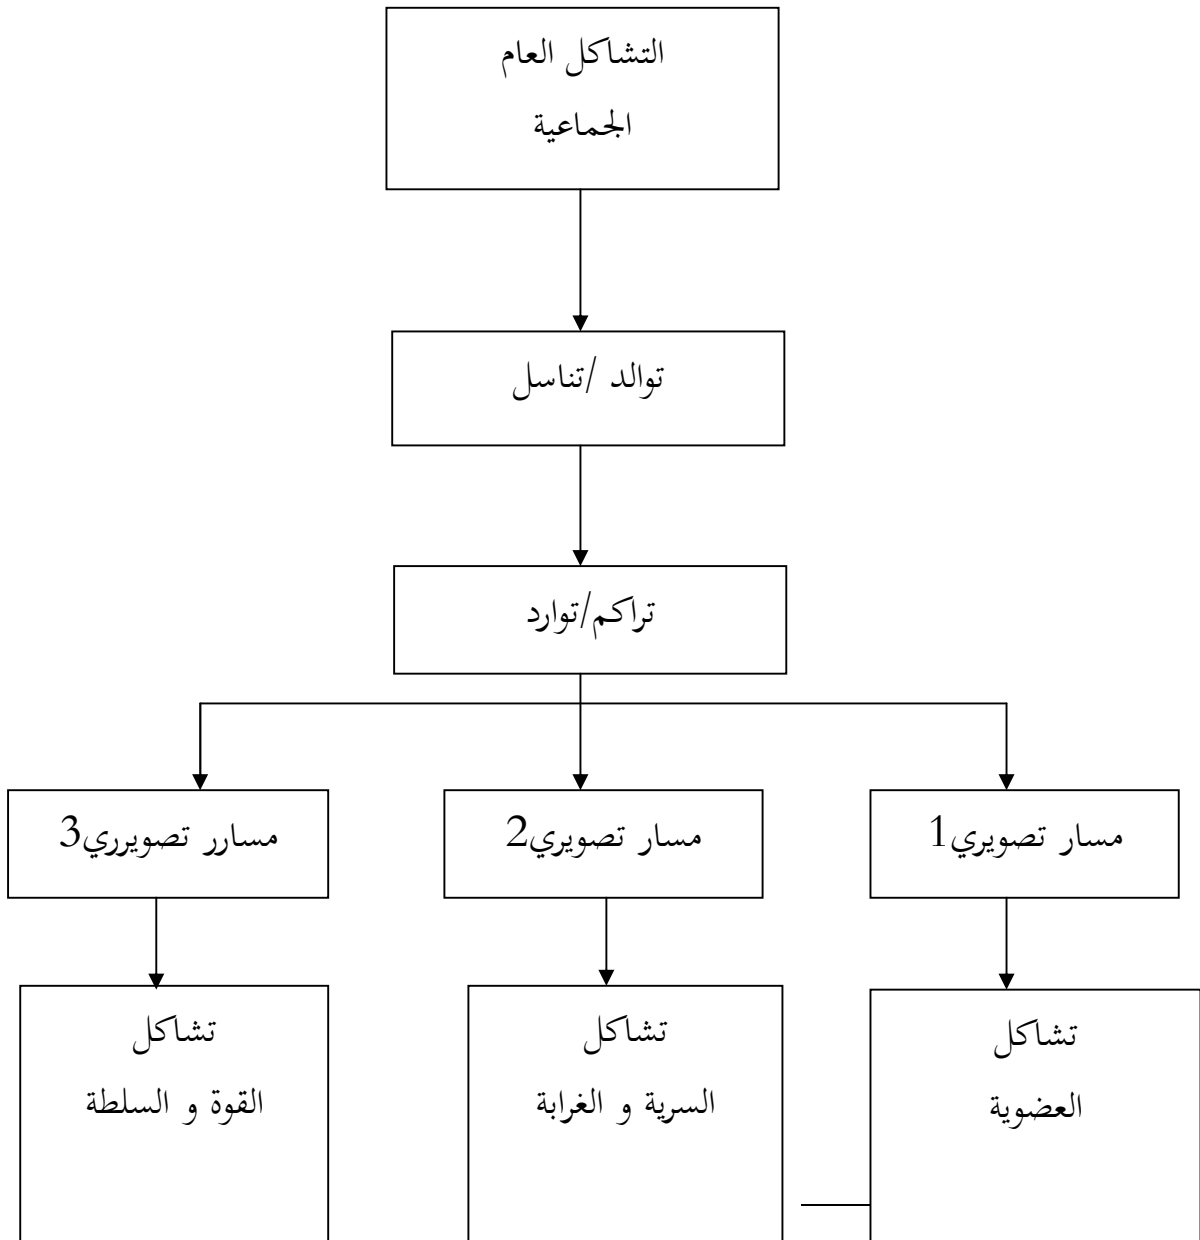 التشاكل العام
الجماعية
توالد /تناسل
تراكم/توارد
مسار تصويري1
مسار تصويري2
مسارر تصويرري3
تشاكل
العضوية
تشاكل
السرية و الغرابة
تشاكل
القوة و السلطة